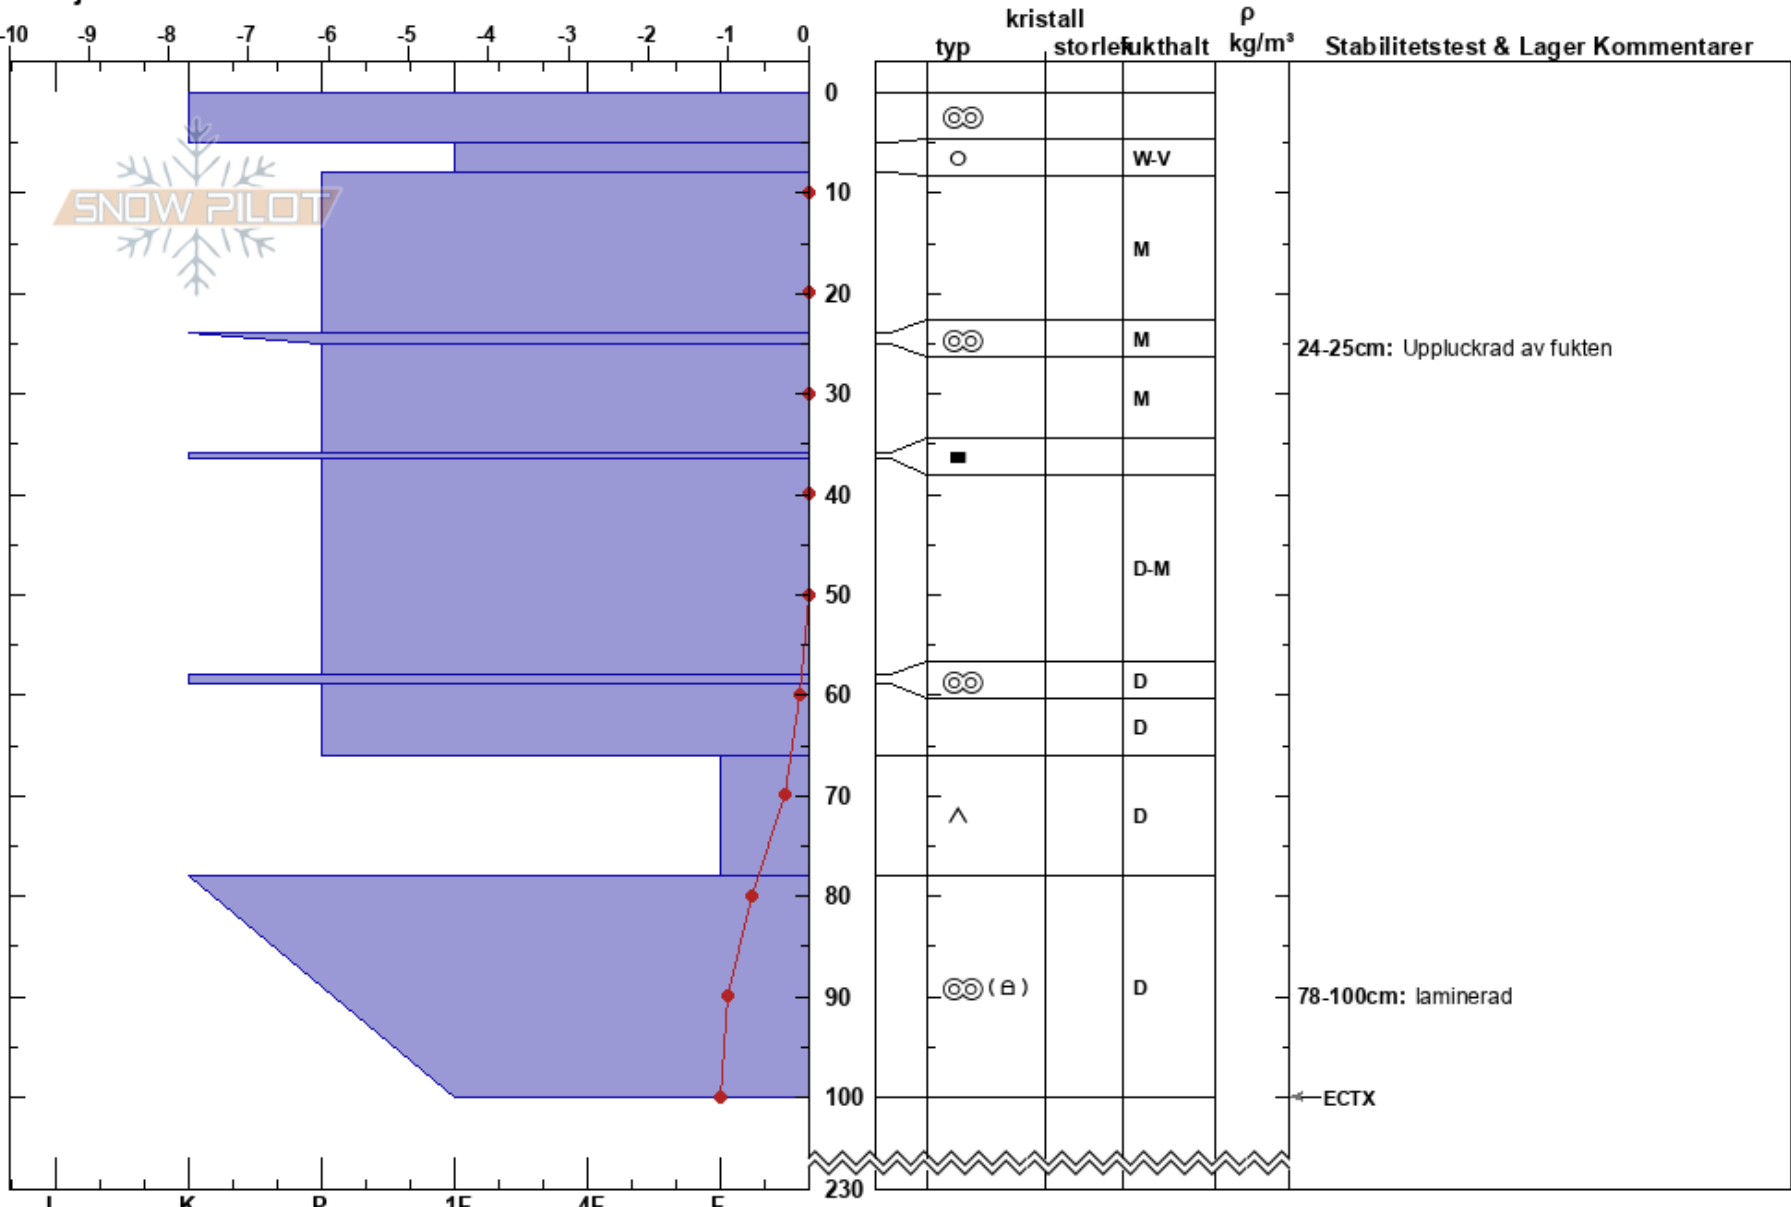 kristall ρ
-10 -9 -8 -7 -6 -5 -4 -3 -2 -1 0
typ storlek fukthalt kg/m³ Stabilitetstest & Lager Kommentarer
0
W-V
SNOW PILOT
10
M
20
M
24-25cm: Uppluckrad av fukten
30
M
40
D-M
50
D
60
D
70
D
80
D
90
78-100cm: laminerad
100
ECTX
230
I K P 1F 4F F